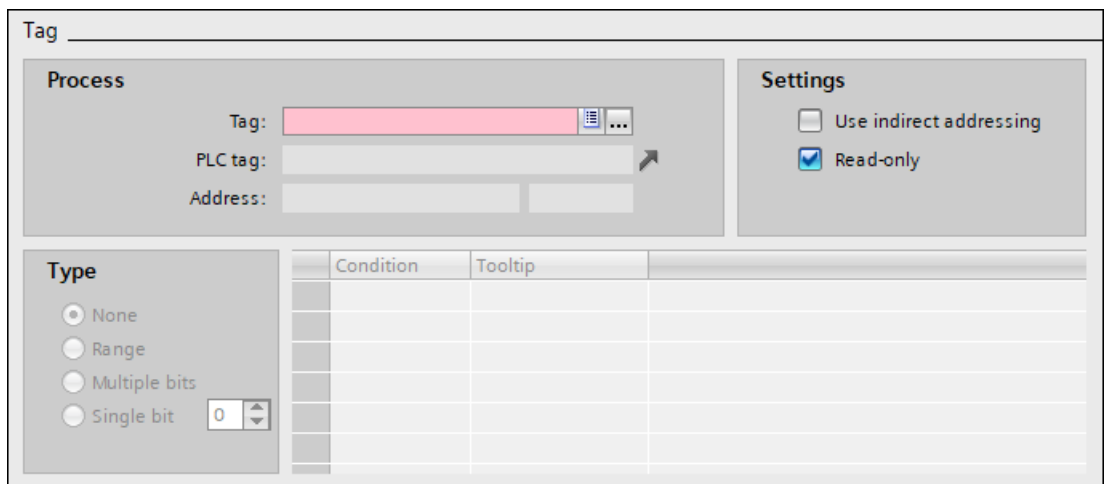 Tag
Process
Tag:
...
PLC tag:
Address:
Settings
Use indirect addressing
Read-only
Type
None
Range
Multiple bits
Single bit 0
Condition Tooltip